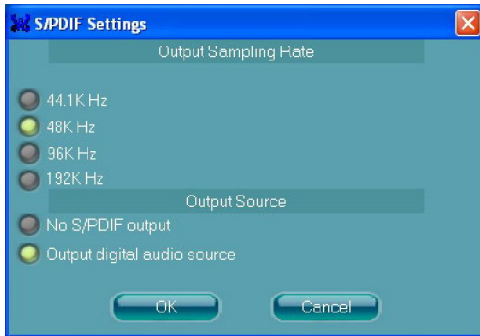 S/PDIF Settings
Output Sampling Rate
44.1K Hz
48K Hz
96K Hz
192K Hz
Output Source
No S/PDIF output
Output digital audio source
OK
Cancel